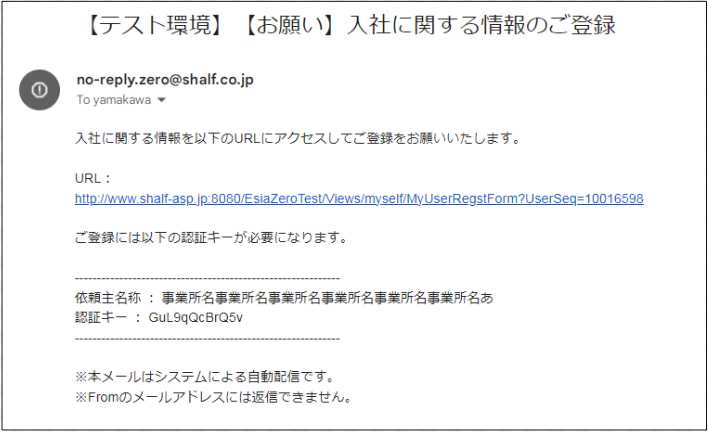 【テスト環境】【お願い】入社に関する情報のご登録
no-reply.zero@shalf.co.jp
To yamakawa
入社に関する情報を以下のURLにアクセスしてご登録をお願いいたします。
URL：
http://www.shalf-asp.jp:8080/EsiaZeroTest/Views/myself/MyUserRegstForm?UserSeq=10016598
ご登録には以下の認証キーが必要になります。
------------------------------------------------------------
依頼主名称 ： 事業所名事業所名事業所名事業所名事業所名事業所名あ
認証キー ： GuL9qQcBrQ5v
------------------------------------------------------------
※本メールはシステムによる自動配信です。
※Fromのメールアドレスには返信できません。